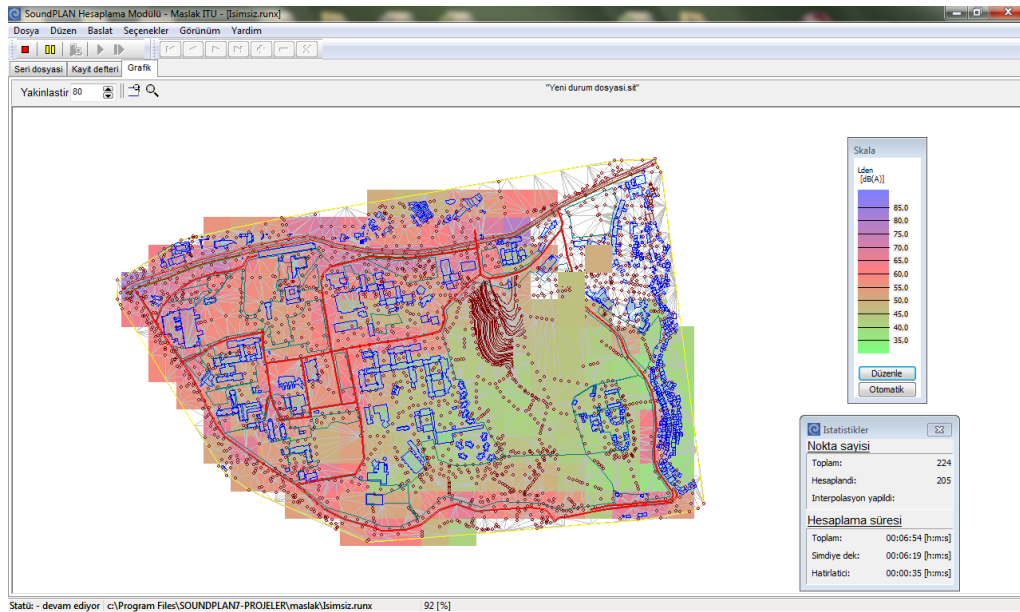 SoundPLAN Hesaplama Modülü - Maslak ITU - [Isimsiz.runx]
Dosya Düzen Baslat Seçenekler Görünüm Yardim
Seri dosyasi Kayit defteri Grafik
Yakinlastir 80
"Yeni durum dosyasi.sit"
Skala
Lden
[dB(A)]
85.0
80.0
75.0
70.0
65.0
60.0
55.0
50.0
45.0
40.0
35.0
Düzenle
Otomatik
Istatistikler
Nokta sayisi
Toplam: 224
Hesaplandi: 205
Interpolasyon yapildi:
Hesaplama süresi
Toplam: 00:06:54 [h:m:s]
Simdiye dek: 00:06:19 [h:m:s]
Hatirlatici: 00:00:35 [h:m:s]
Statü: - devam ediyor c:\Program Files\SOUNDPLAN7-PROJELER\maslak\Isimsiz.runx 92 [%]